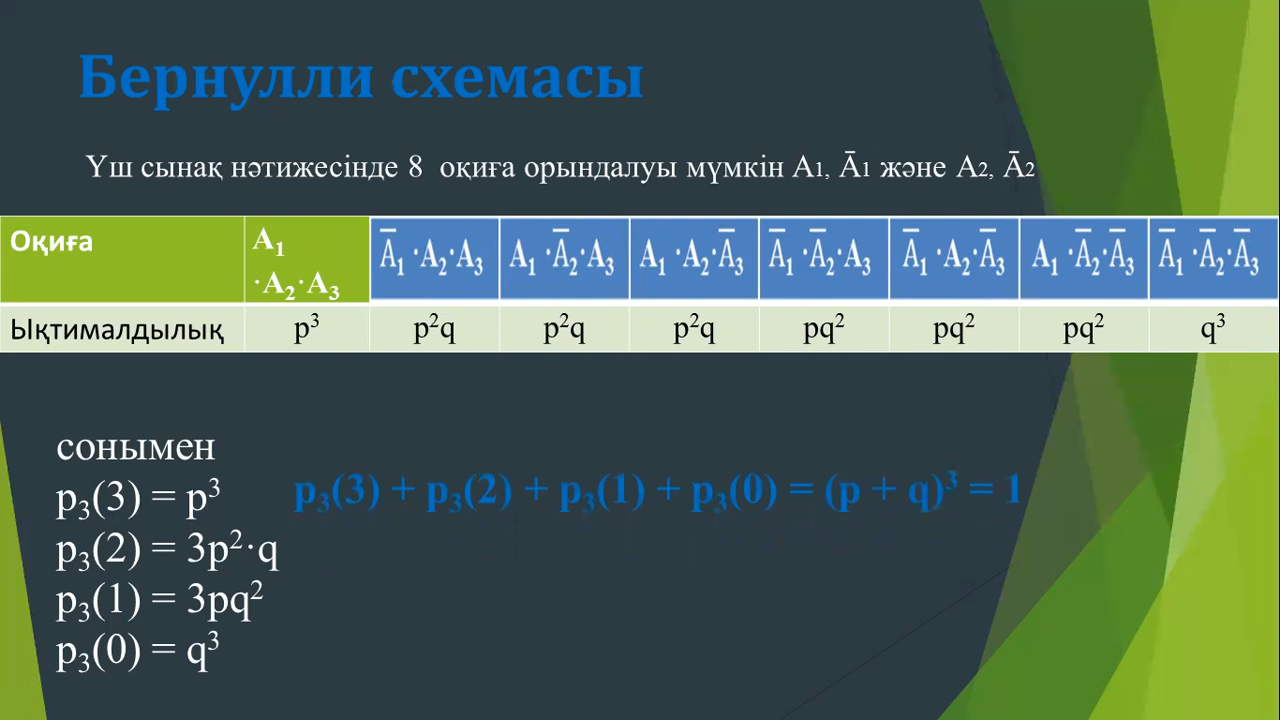 Бернулли схемасы
Үш сынақ нәтижесінде 8 оқиға орындалуы мүмкін A₁, Ā₁ және A₂, Ā₂
Оқиға A₁ ·A₂·A₃ Ā₁ ·A₂·A₃ A₁ ·Ā₂·A₃ A₁ ·A₂·Ā₃ Ā₁ ·Ā₂·A₃ Ā₁ ·A₂·Ā₃ A₁ ·Ā₂·Ā₃ Ā₁ ·Ā₂·Ā₃
Ықтималдылық p³ p²q p²q p²q pq² pq² pq² q³
сонымен
p₃(3) = p³
p₃(3) + p₃(2) + p₃(1) + p₃(0) = (p + q)³ = 1
p₃(2) = 3p²·q
p₃(1) = 3pq²
p₃(0) = q³